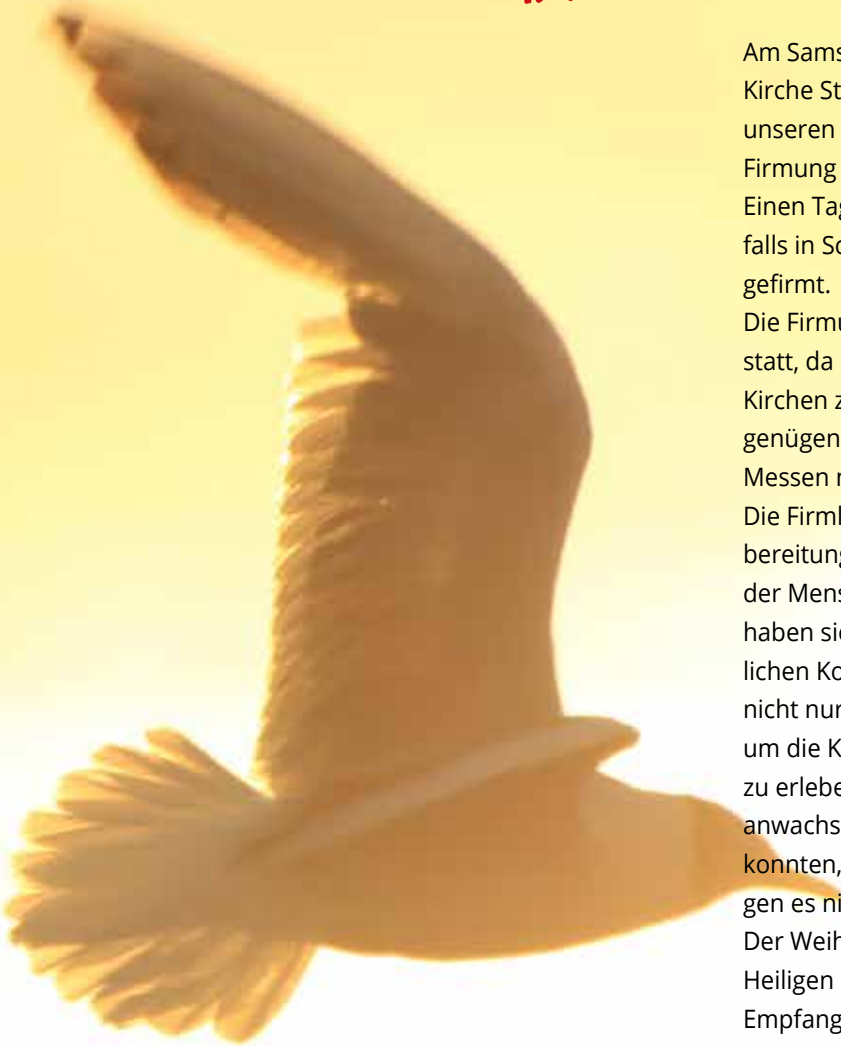 Am Sams
Kirche St
unseren
Firmung
Einen Tag
falls in Sc
gefirmt.
Die Firmu
statt, da
Kirchen z
genügen
Messen n
Die Firml
bereitung
der Mens
haben sie
lichen Ko
nicht nur
um die K
zu erlebe
anwachs
konnten,
gen es ni
Der Weih
Heiligen
Empfang